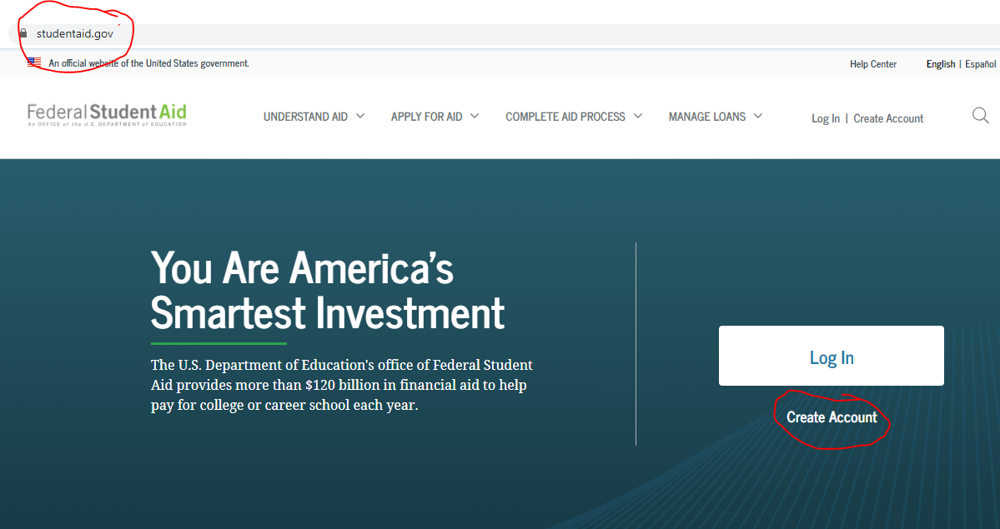 studentaid.gov
An official website of the United States government.
Help Center
English | Español
Federal Student Aid
An OFFICE of the U.S. DEPARTMENT of EDUCATION
UNDERSTAND AID
APPLY FOR AID
COMPLETE AID PROCESS
MANAGE LOANS
Log In | Create Account
You Are America's
Smartest Investment
The U.S. Department of Education's office of Federal Student
Aid provides more than $120 billion in financial aid to help
pay for college or career school each year.
Log In
Create Account